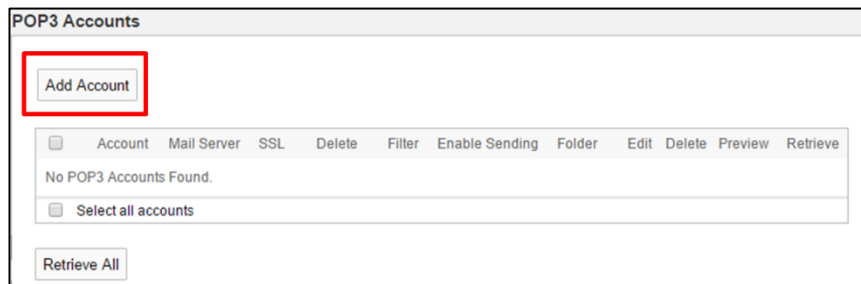 POP3 Accounts
Add Account
Account Mail Server SSL Delete Filter Enable Sending Folder Edit Delete Preview Retrieve
No POP3 Accounts Found.
Select all accounts
Retrieve All